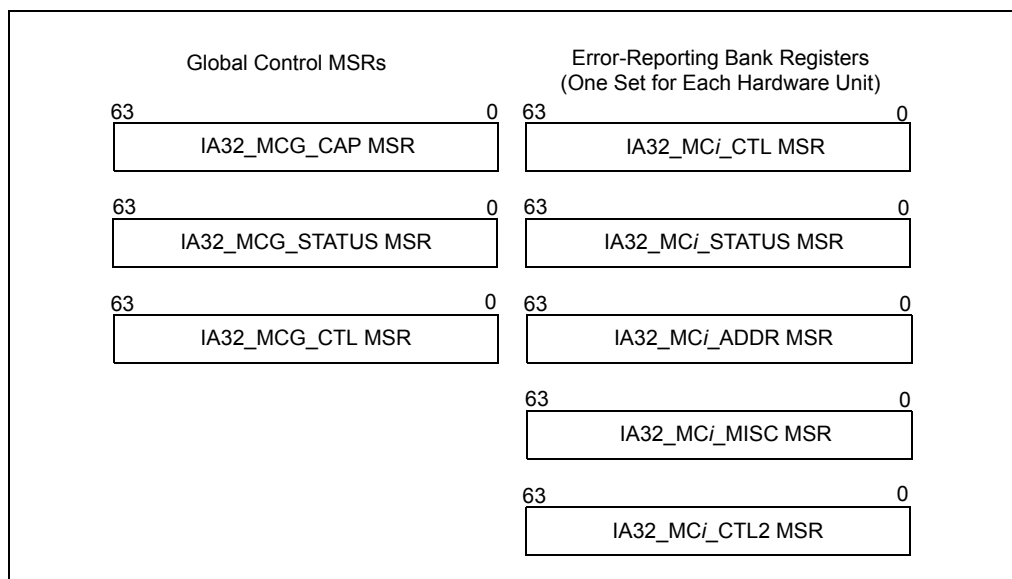 Global Control MSRs
63 0
IA32_MCG_CAP MSR
63 0
IA32_MCG_STATUS MSR
63 0
IA32_MCG_CTL MSR
Error-Reporting Bank Registers
(One Set for Each Hardware Unit)
63 0
IA32_MCi_CTL MSR
63 0
IA32_MCi_STATUS MSR
63 0
IA32_MCi_ADDR MSR
63 0
IA32_MCi_MISC MSR
63 0
IA32_MCi_CTL2 MSR